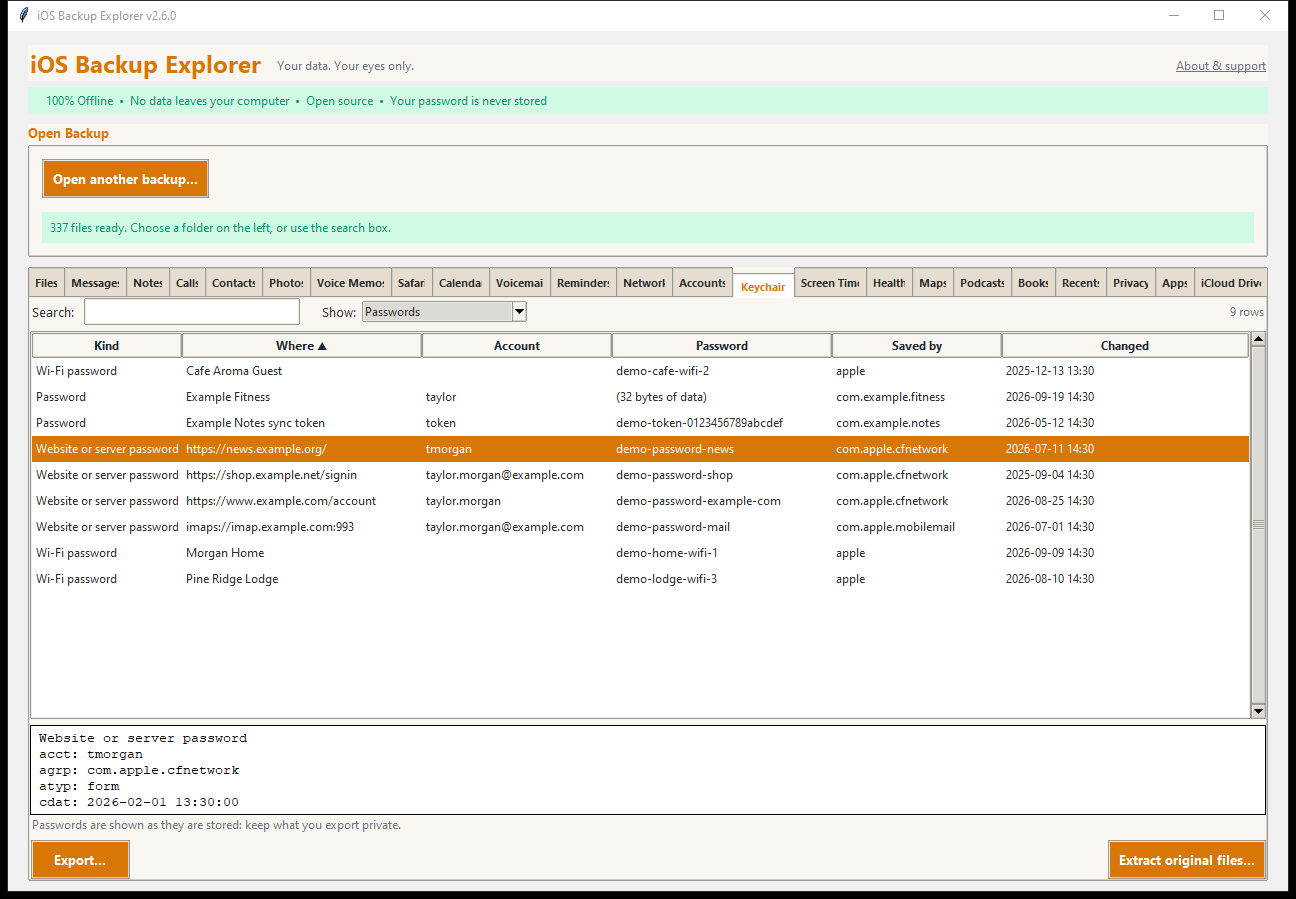 iOS Backup Explorer v2.6.0
iOS Backup Explorer Your data. Your eyes only. About & support
100% Offline • No data leaves your computer • Open source • Your password is never stored
Open Backup
Open another backup...
337 files ready. Choose a folder on the left, or use the search box.
Files Messages Notes Calls Contacts Photos Voice Memos Safari Calenda Voicemai Reminders Network Accounts Keychair Screen Time Health Maps Podcasts Books Recents Privacy Apps iCloud Drive
Search: Show: Passwords 9 rows
Kind Where ▲ Account Password Saved by Changed
Wi-Fi password Cafe Aroma Guest demo-cafe-wifi-2 apple 2025-12-13 13:30
Password Example Fitness taylor (32 bytes of data) com.example.fitness 2026-09-19 14:30
Password Example Notes sync token token demo-token-0123456789abcdef com.example.notes 2026-05-12 14:30
Website or server password https://news.example.org/ tmorgan demo-password-news com.apple.cfnetwork 2026-07-11 14:30
Website or server password https://shop.example.net/signin taylor.morgan@example.com demo-password-shop com.apple.cfnetwork 2025-09-04 14:30
Website or server password https://www.example.com/account taylor.morgan demo-password-example-com com.apple.cfnetwork 2026-08-25 14:30
Website or server password imaps://imap.example.com:993 taylor.morgan@example.com demo-password-mail com.apple.mobilemail 2026-07-01 14:30
Wi-Fi password Morgan Home demo-home-wifi-1 apple 2026-09-09 14:30
Wi-Fi password Pine Ridge Lodge demo-lodge-wifi-3 apple 2026-08-10 14:30
Website or server password
acct: tmorgan
agrp: com.apple.cfnetwork
atyp: form
cdat: 2026-02-01 13:30:00
Passwords are shown as they are stored: keep what you export private.
Export... Extract original files...